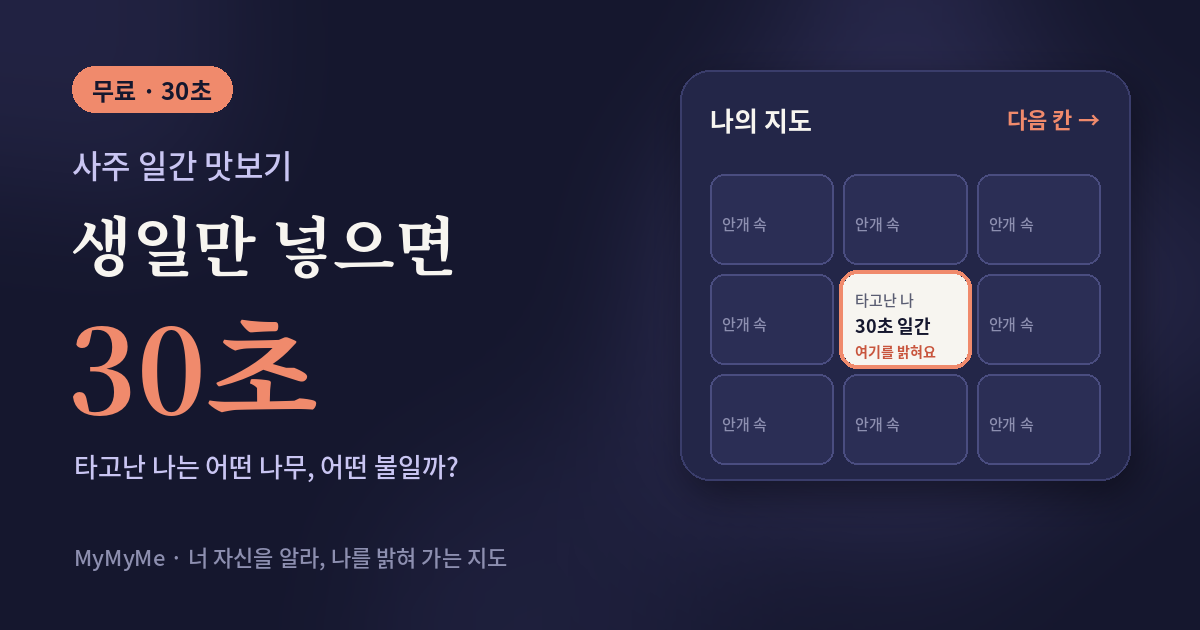 무료 · 30초
사주 일간 맛보기
생일만 넣으면
30초
타고난 나는 어떤 나무, 어떤 불일까?
MyMyMe · 너 자신을 알라, 나를 밝혀 가는 지도
나의 지도
다음 칸 →
안개 속
안개 속
안개 속
안개 속
타고난 나
30초 일간
여기를 밝혀요
안개 속
안개 속
안개 속
안개 속